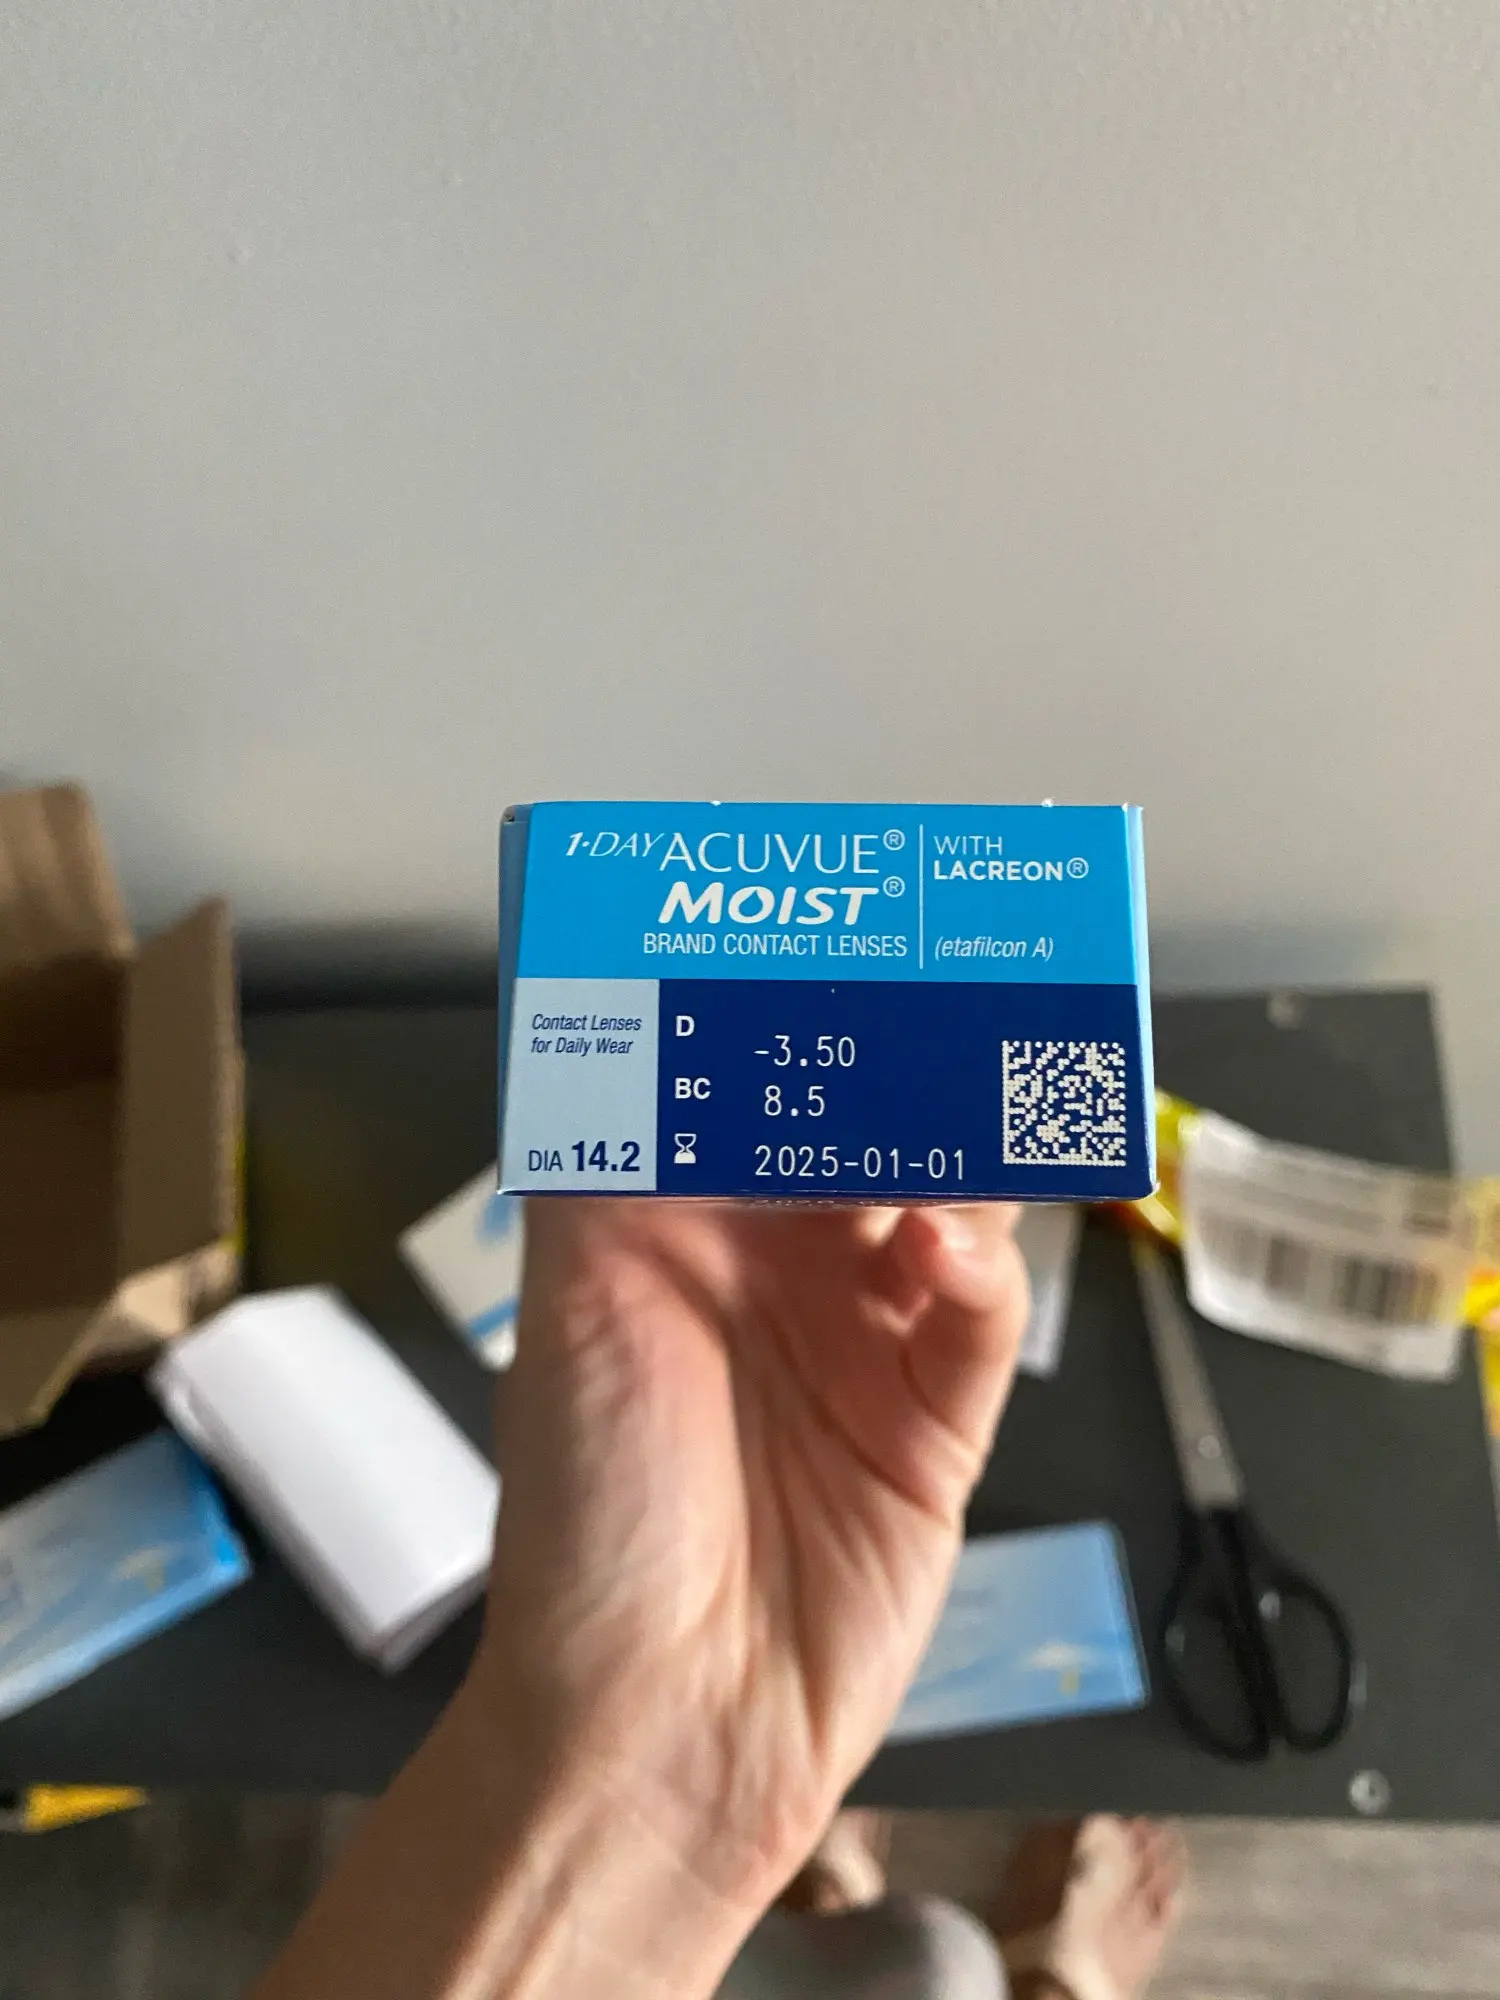 1·DAY ACUVUE®
MOIST®
BRAND CONTACT LENSES
WITH
LACREON®
(etafilcon A)
Contact Lenses
for Daily Wear
DIA 14.2
D -3.50
BC 8.5
2025-01-01